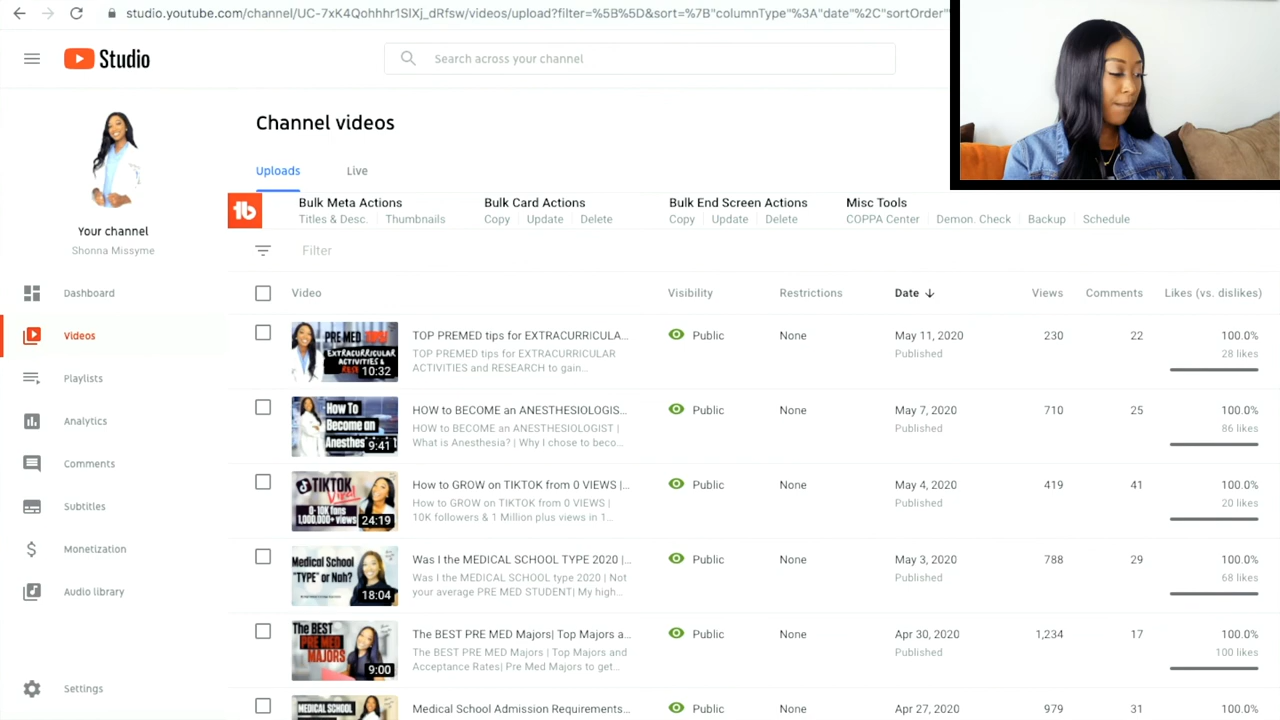 studio.youtube.com/channel/UC-7xK4Qohhhr1SlXj_dRfsw/videos/upload?filter=%5B%5D&sort=%7B"columnType"%3A"date"%2C"sortOrder"
Studio
Search across your channel
Channel videos
Uploads
Live
Your channel
Shonna Missyme
Dashboard
Videos
Playlists
Analytics
Comments
Subtitles
Monetization
Audio library
Settings
tb
Bulk Meta Actions
Titles & Desc. Thumbnails
Bulk Card Actions
Copy Update Delete
Bulk End Screen Actions
Copy Update Delete
Misc Tools
COPPA Center Demon. Check Backup Schedule
Filter
Video Visibility Restrictions Date Views Comments Likes (vs. dislikes)
PRE MED
EXTRACURRICULAR
ACTIVITIES &
10:32
TOP PREMED tips for EXTRACURRICULA...
TOP PREMED tips for EXTRACURRICULAR
ACTIVITIES and RESEARCH to gain...
Public None May 11, 2020 230 22 100.0%
Published 28 likes
How To
Become an
9:41
HOW to BECOME an ANESTHESIOLOGIS...
HOW to BECOME an ANESTHESIOLOGIST |
What is Anesthesia? | Why I chose to beco...
Public None May 7, 2020 710 25 100.0%
Published 86 likes
TIKTOK
Viral
0-10K fans
1,000,000+ views
24:19
How to GROW on TIKTOK from 0 VIEWS |...
How to GROW on TIKTOK from 0 VIEWS |
10K followers & 1 Million plus views in 1...
Public None May 4, 2020 419 41 100.0%
Published 20 likes
Medical School
"TYPE" or Nah?
18:04
Was I the MEDICAL SCHOOL TYPE 2020 |...
Was I the MEDICAL SCHOOL type 2020 | Not
your average PRE MED STUDENT| My high...
Public None May 3, 2020 788 29 100.0%
Published 68 likes
The BEST
PRE MED
MAJORS
9:00
The BEST PRE MED Majors| Top Majors a...
The BEST PRE MED Majors | Top Majors and
Acceptance Rates| Pre Med Majors to get...
Public None Apr 30, 2020 1,234 17 100.0%
Published 100 likes
MEDICAL SCHOOL
Medical School Admission Requirements...
Public None Apr 27, 2020 979 31 100.0%